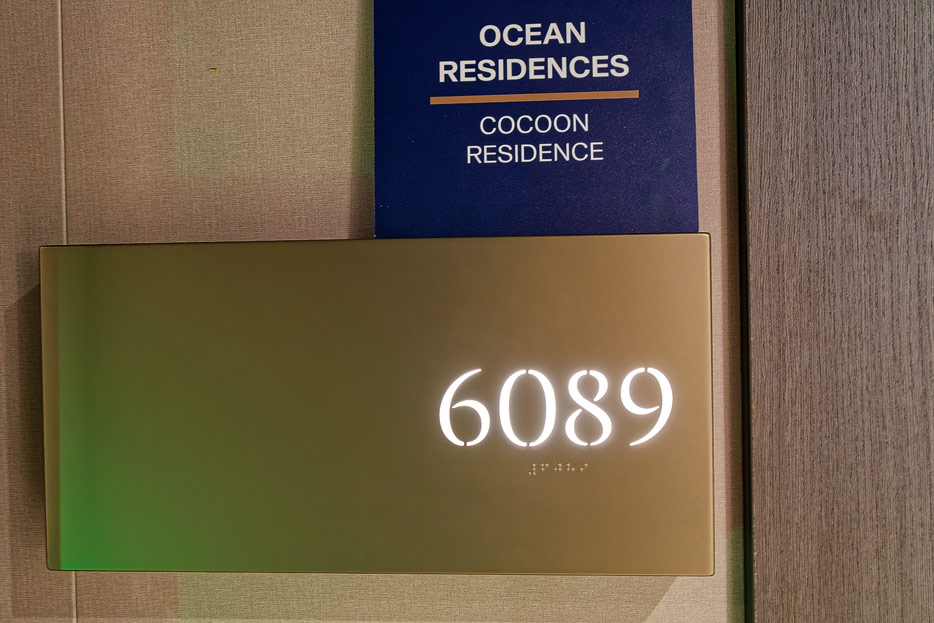 OCEAN
RESIDENCES
COCOON
RESIDENCE
6089